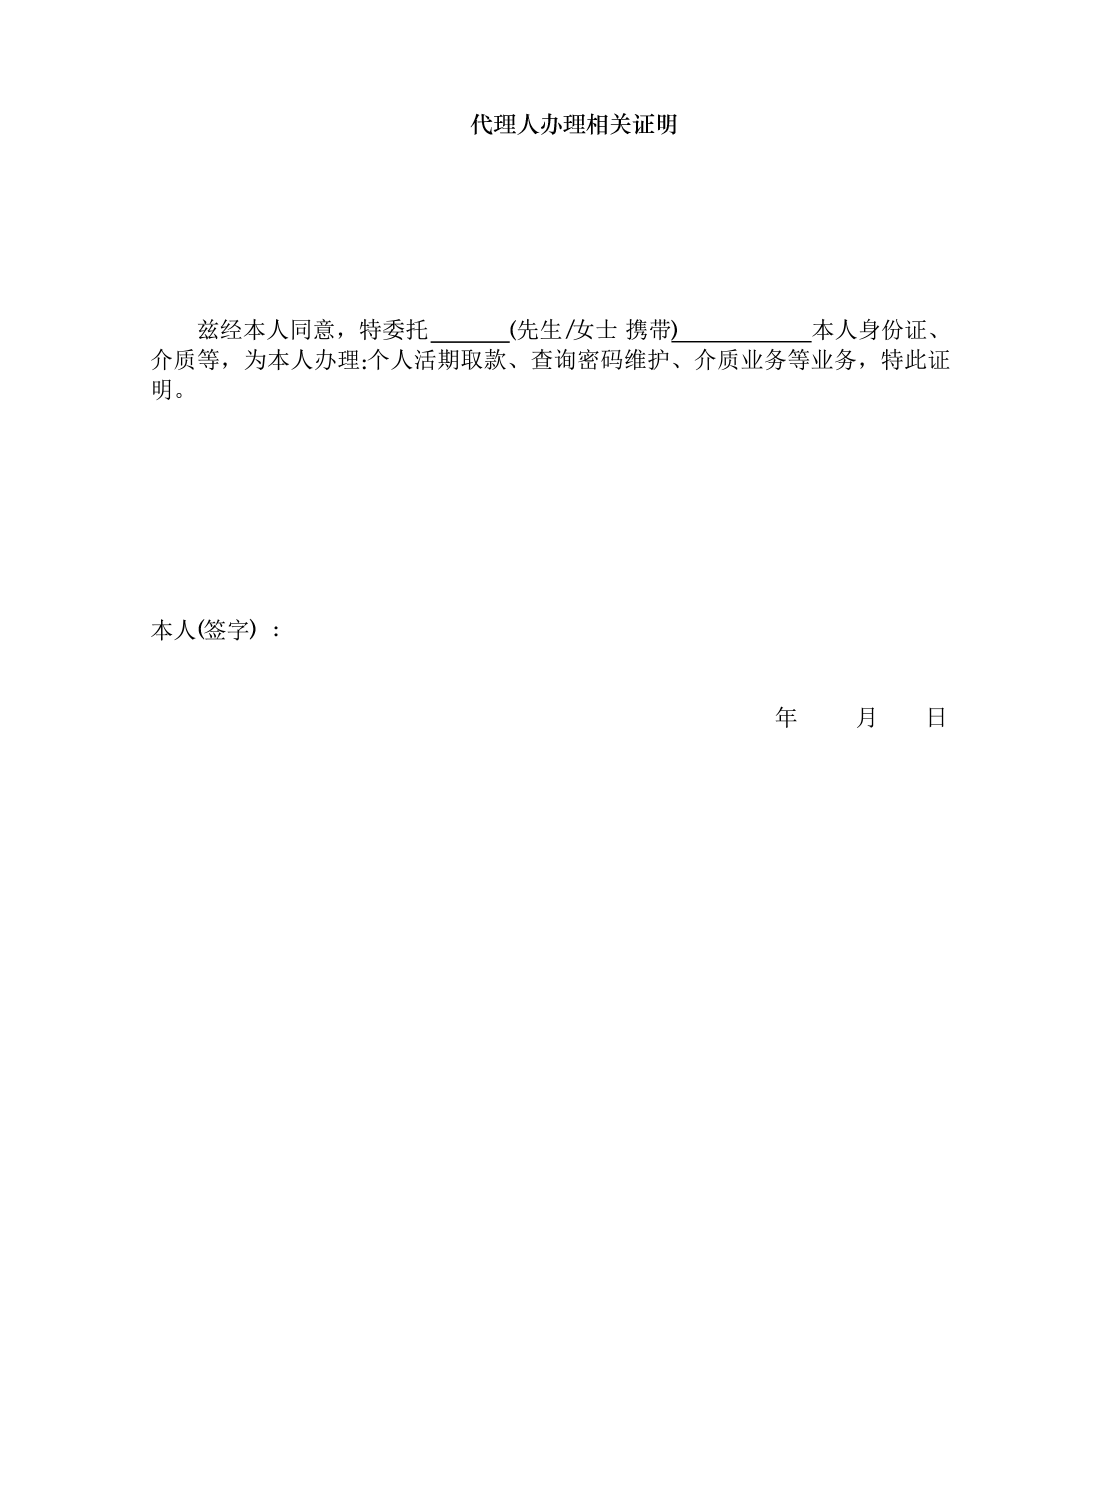 代理人办理相关证明
兹经本人同意，特委托______(先生/女士 携带)___________本人身份证、
介质等，为本人办理:个人活期取款、查询密码维护、介质业务等业务，特此证
明。
本人(签字) ：
年 月 日